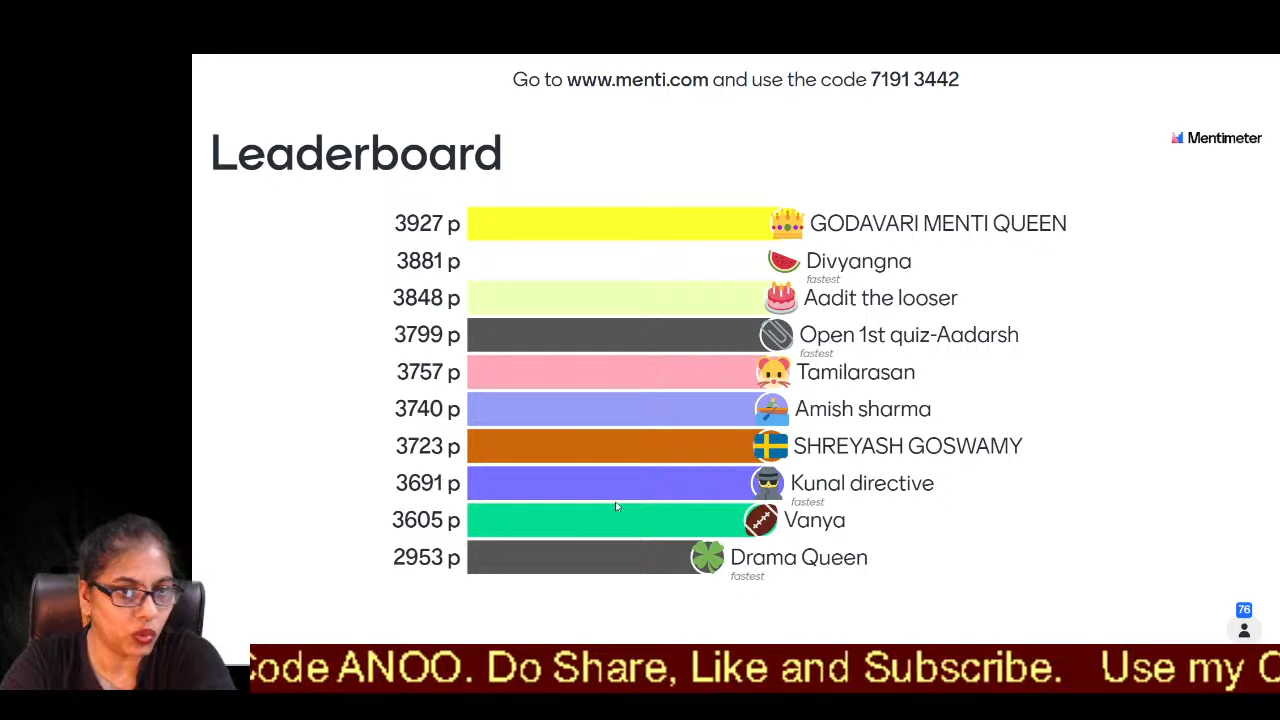 Go to www.menti.com and use the code 7191 3442
Leaderboard
Mentimeter
3927 p GODAVARI MENTI QUEEN
3881 p Divyangna
fastest
3848 p Aadit the looser
3799 p Open 1st quiz-Aadarsh
fastest
3757 p Tamilarasan
3740 p Amish sharma
3723 p SHREYASH GOSWAMY
3691 p Kunal directive
fastest
3605 p Vanya
2953 p Drama Queen
fastest
76
Code ANOO. Do Share, Like and Subscribe. Use my C